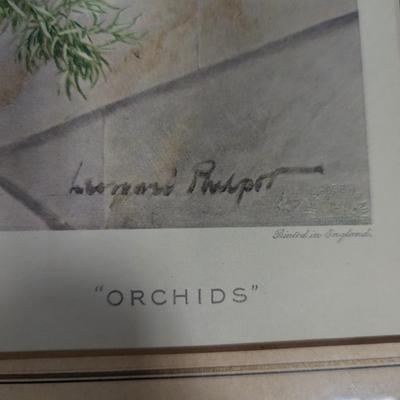 Leonard Philpot
Printed in England.
"ORCHIDS"